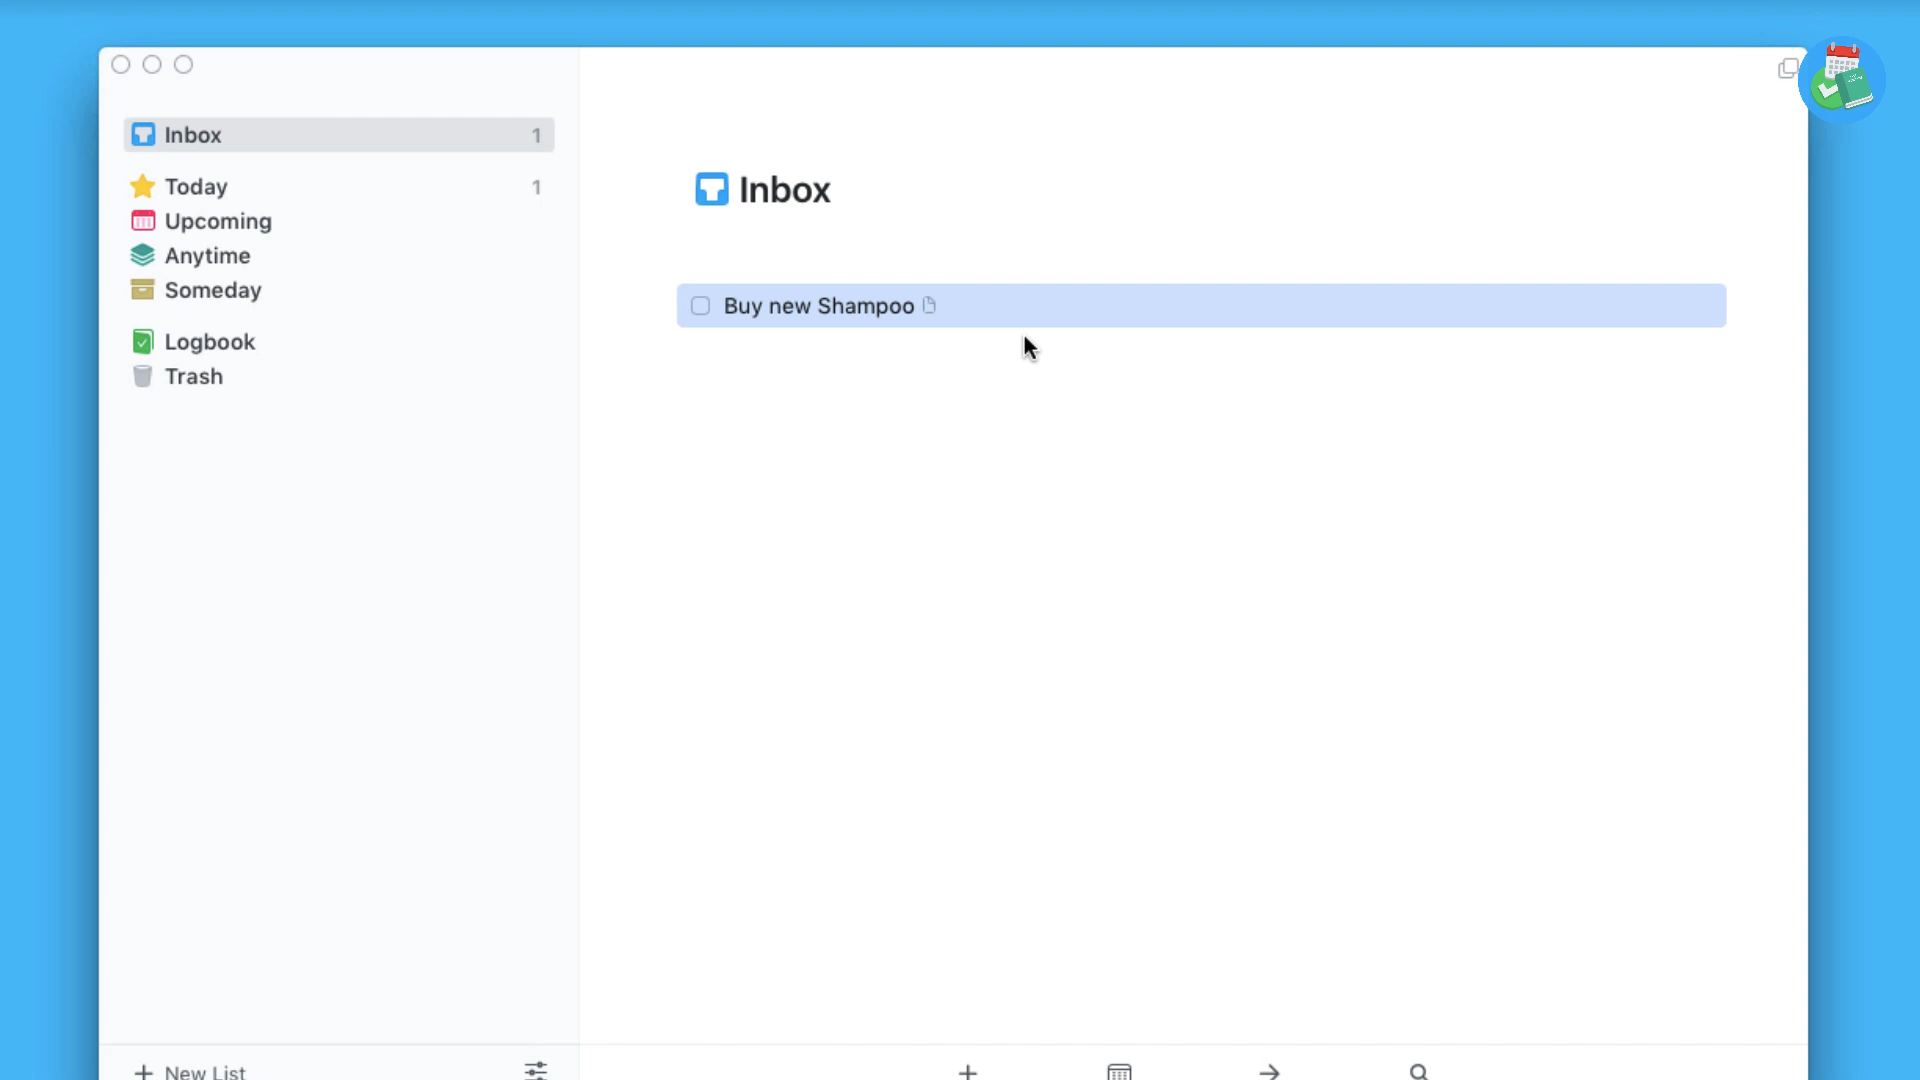 Inbox 1
Today 1
Upcoming
Anytime
Someday
Logbook
Trash
New List
Inbox
Buy new Shampoo